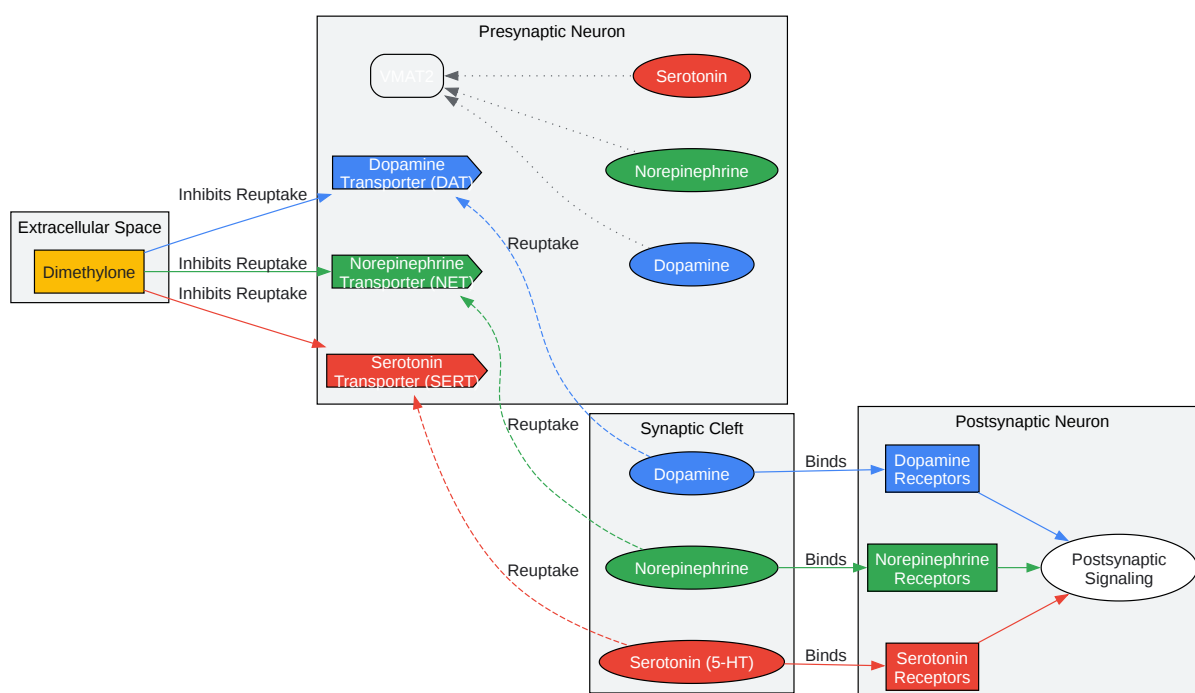 Presynaptic Neuron
VMAT2
Serotonin
Dopamine
Transporter (DAT)
Norepinephrine
Inhibits Reuptake
Extracellular Space
Dimethylone
Inhibits Reuptake
Norepinephrine
Transporter (NET)
Reuptake
Dopamine
Inhibits Reuptake
Serotonin
Transporter (SERT)
Reuptake
Synaptic Cleft
Postsynaptic Neuron
Dopamine
Binds
Dopamine
Receptors
Reuptake
Norepinephrine
Binds
Norepinephrine
Receptors
Postsynaptic
Signaling
Serotonin (5-HT)
Binds
Serotonin
Receptors